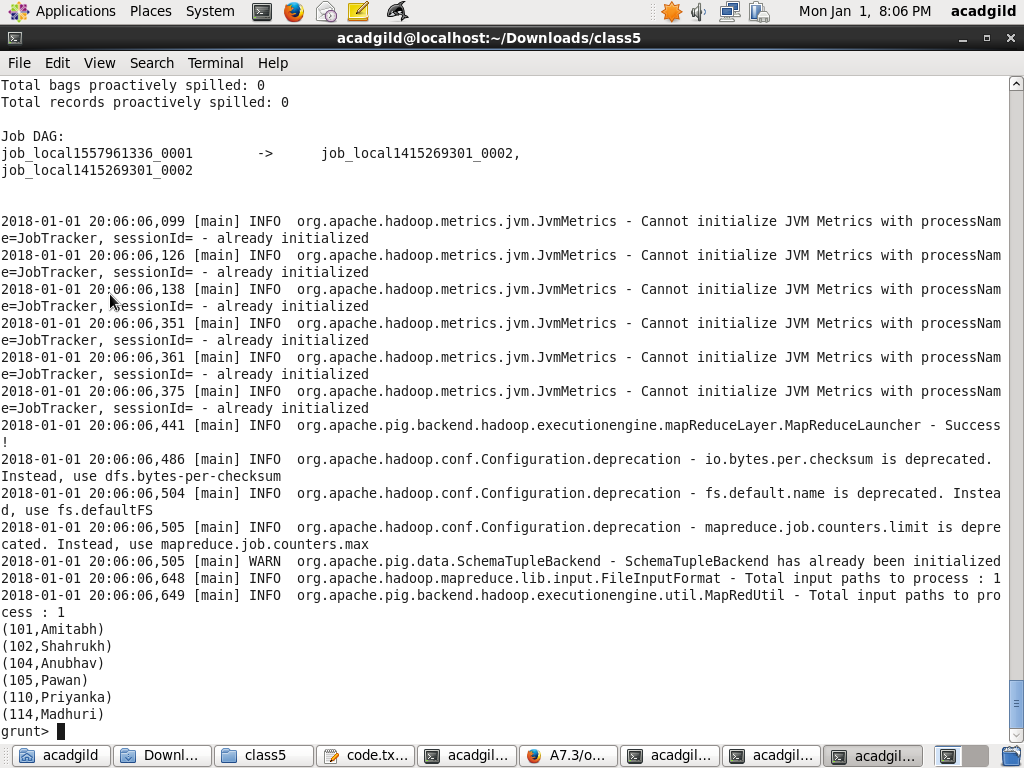 Applications Places System Mon Jan 1, 8:06 PM acadgild
acadgild@localhost:~/Downloads/class5
File Edit View Search Terminal Help
Total bags proactively spilled: 0
Total records proactively spilled: 0
Job DAG:
job_local1557961336_0001 -> job_local1415269301_0002,
job_local1415269301_0002
2018-01-01 20:06:06,099 [main] INFO org.apache.hadoop.metrics.jvm.JvmMetrics - Cannot initialize JVM Metrics with processNam
e=JobTracker, sessionId= - already initialized
2018-01-01 20:06:06,126 [main] INFO org.apache.hadoop.metrics.jvm.JvmMetrics - Cannot initialize JVM Metrics with processNam
e=JobTracker, sessionId= - already initialized
2018-01-01 20:06:06,138 [main] INFO org.apache.hadoop.metrics.jvm.JvmMetrics - Cannot initialize JVM Metrics with processNam
e=JobTracker, sessionId= - already initialized
2018-01-01 20:06:06,351 [main] INFO org.apache.hadoop.metrics.jvm.JvmMetrics - Cannot initialize JVM Metrics with processNam
e=JobTracker, sessionId= - already initialized
2018-01-01 20:06:06,361 [main] INFO org.apache.hadoop.metrics.jvm.JvmMetrics - Cannot initialize JVM Metrics with processNam
e=JobTracker, sessionId= - already initialized
2018-01-01 20:06:06,375 [main] INFO org.apache.hadoop.metrics.jvm.JvmMetrics - Cannot initialize JVM Metrics with processNam
e=JobTracker, sessionId= - already initialized
2018-01-01 20:06:06,441 [main] INFO org.apache.pig.backend.hadoop.executionengine.mapReduceLayer.MapReduceLauncher - Success
!
2018-01-01 20:06:06,486 [main] INFO org.apache.hadoop.conf.Configuration.deprecation - io.bytes.per.checksum is deprecated.
Instead, use dfs.bytes-per-checksum
2018-01-01 20:06:06,504 [main] INFO org.apache.hadoop.conf.Configuration.deprecation - fs.default.name is deprecated. Instea
d, use fs.defaultFS
2018-01-01 20:06:06,505 [main] INFO org.apache.hadoop.conf.Configuration.deprecation - mapreduce.job.counters.limit is depre
cated. Instead, use mapreduce.job.counters.max
2018-01-01 20:06:06,505 [main] WARN org.apache.pig.data.SchemaTupleBackend - SchemaTupleBackend has already been initialized
2018-01-01 20:06:06,648 [main] INFO org.apache.hadoop.mapreduce.lib.input.FileInputFormat - Total input paths to process : 1
2018-01-01 20:06:06,649 [main] INFO org.apache.pig.backend.hadoop.executionengine.util.MapRedUtil - Total input paths to pro
cess : 1
(101,Amitabh)
(102,Shahrukh)
(104,Anubhav)
(105,Pawan)
(110,Priyanka)
(114,Madhuri)
grunt>
acadgild Downl... class5 code.tx... acadgil... A7.3/o... acadgil... acadgil... acadgil...